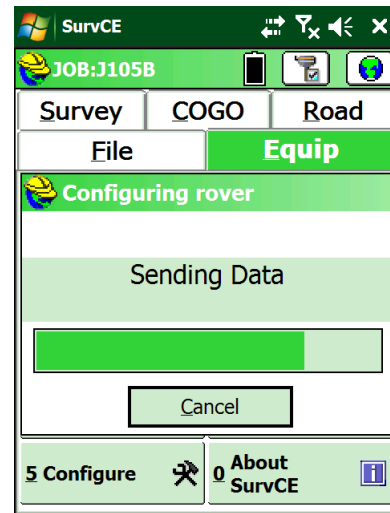 SurvCE
JOB:J105B
Survey COGO Road
File Equip
Configuring rover
Sending Data
Cancel
5 Configure 0 About
SurvCE